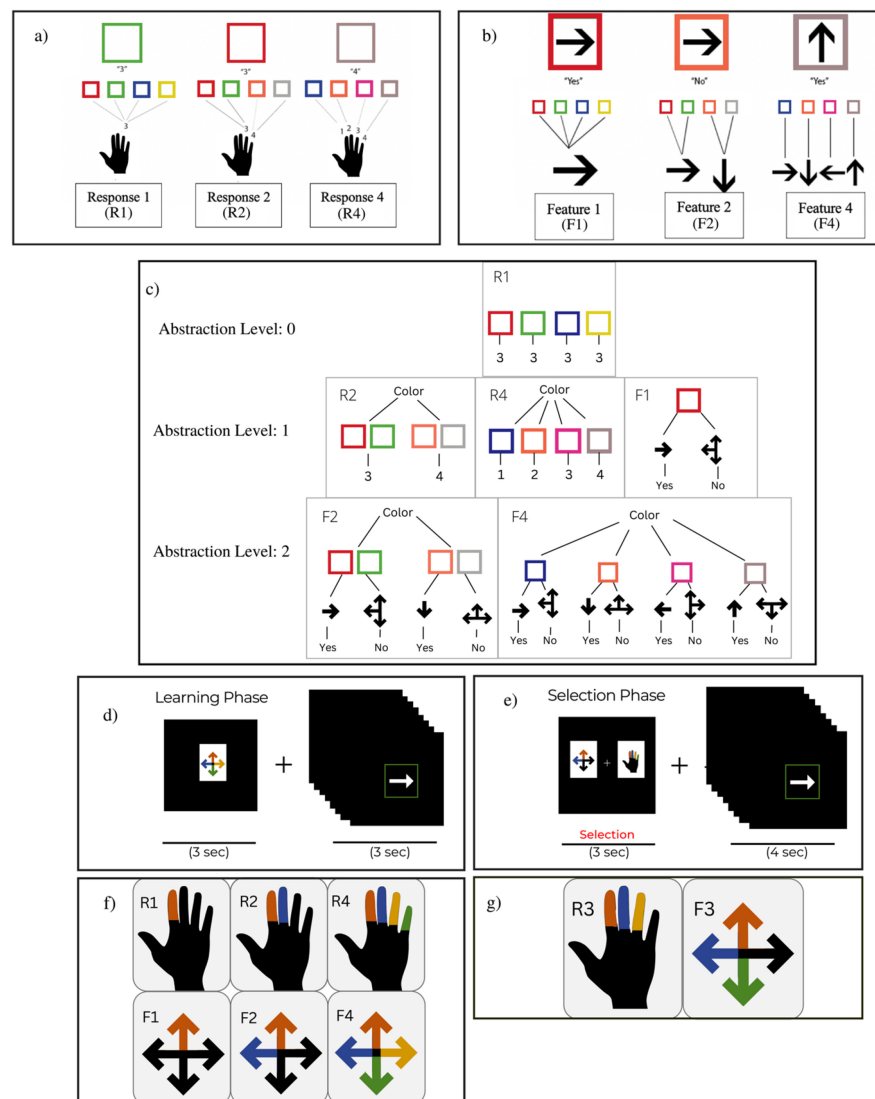 a)
"3" "3" "4"
3 3 4 1 2 3 4
Response 1 (R1)
Response 2 (R2)
Response 4 (R4)
b)
"Yes" "No" "Yes"
Feature 1 (F1)
Feature 2 (F2)
Feature 4 (F4)
c)
R1
Abstraction Level: 0
3 3 3 3
R2 Color R4 Color F1
Abstraction Level: 1
3 4 1 2 3 4 Yes No
F2 Color F4 Color
Abstraction Level: 2
Yes No Yes No Yes No Yes No Yes No Yes No
d)
Learning Phase
+
(3 sec) (3 sec)
e)
Selection Phase
+ +
Selection
(3 sec) (4 sec)
f)
R1 R2 R4
F1 F2 F4
g)
R3 F3